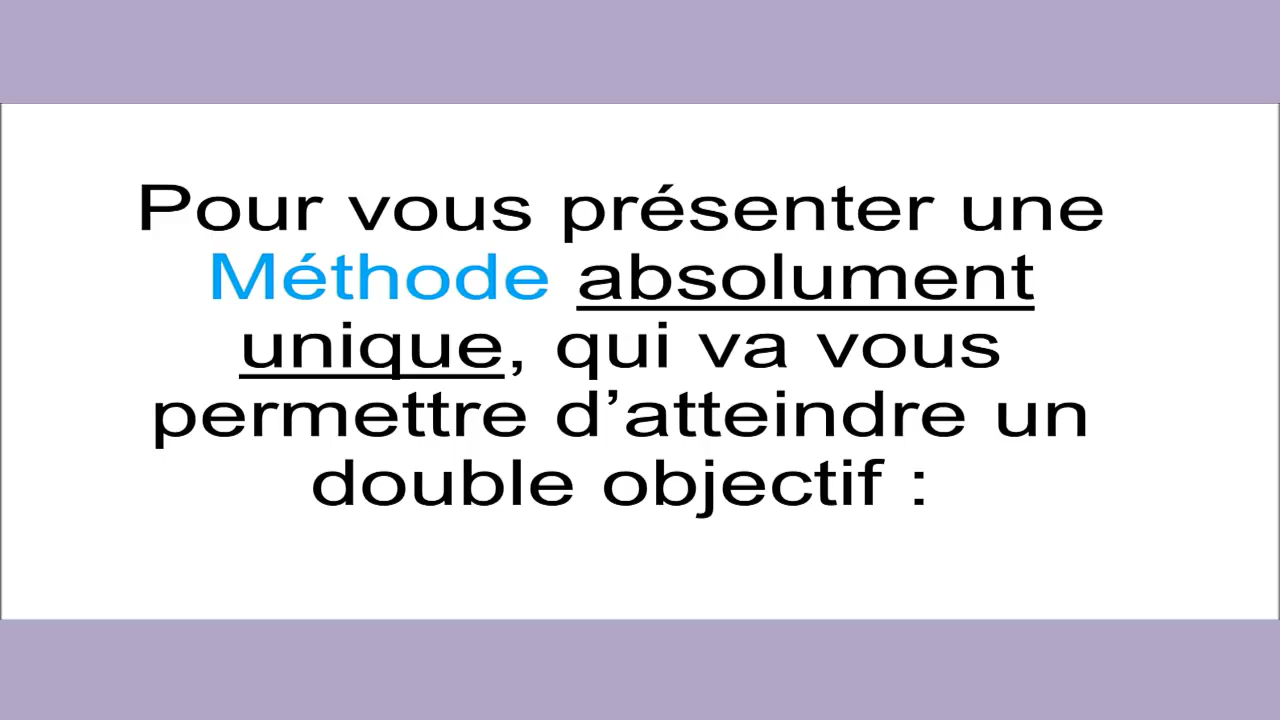 Pour vous présenter une
Méthode absolument
unique, qui va vous
permettre d’atteindre un
double objectif :